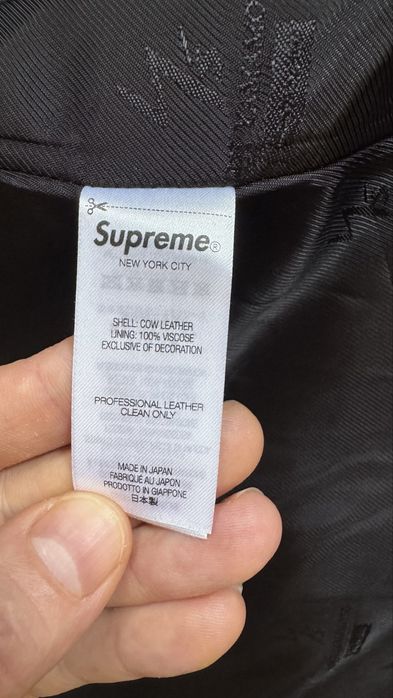 Supreme®
NEW YORK CITY
SHELL: COW LEATHER
LINING: 100% VISCOSE
EXCLUSIVE OF DECORATION
PROFESSIONAL LEATHER
CLEAN ONLY
MADE IN JAPAN
FABRIQUÉ AU JAPON
PRODOTTO IN GIAPPONE
日本製